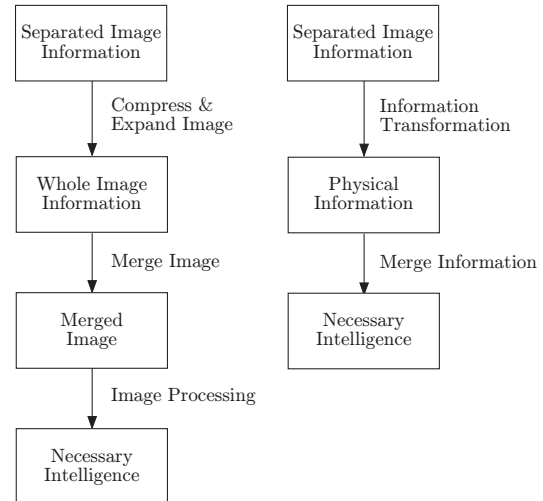 Separated Image
Information
Compress &
Expand Image
Whole Image
Information
Merge Image
Merged
Image
Image Processing
Necessary
Intelligence
Separated Image
Information
Information
Transformation
Physical
Information
Merge Information
Necessary
Intelligence